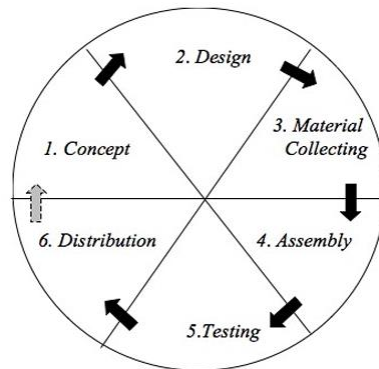 2. Design
3. Material
Collecting
1. Concept
6. Distribution
4. Assembly
5.Testing